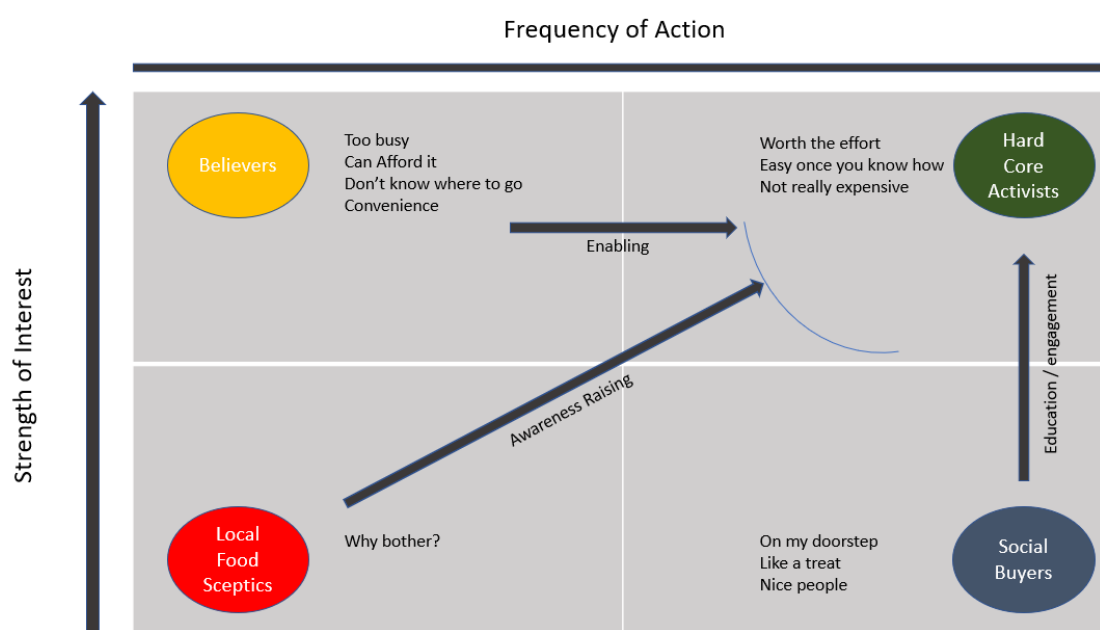 Frequency of Action
Strength of Interest
Believers
Too busy
Can Afford it
Don't know where to go
Convenience
Worth the effort
Easy once you know how
Not really expensive
Hard
Core
Activists
Enabling
Awareness Raising
Education / engagement
Local
Food
Sceptics
Why bother?
On my doorstep
Like a treat
Nice people
Social
Buyers